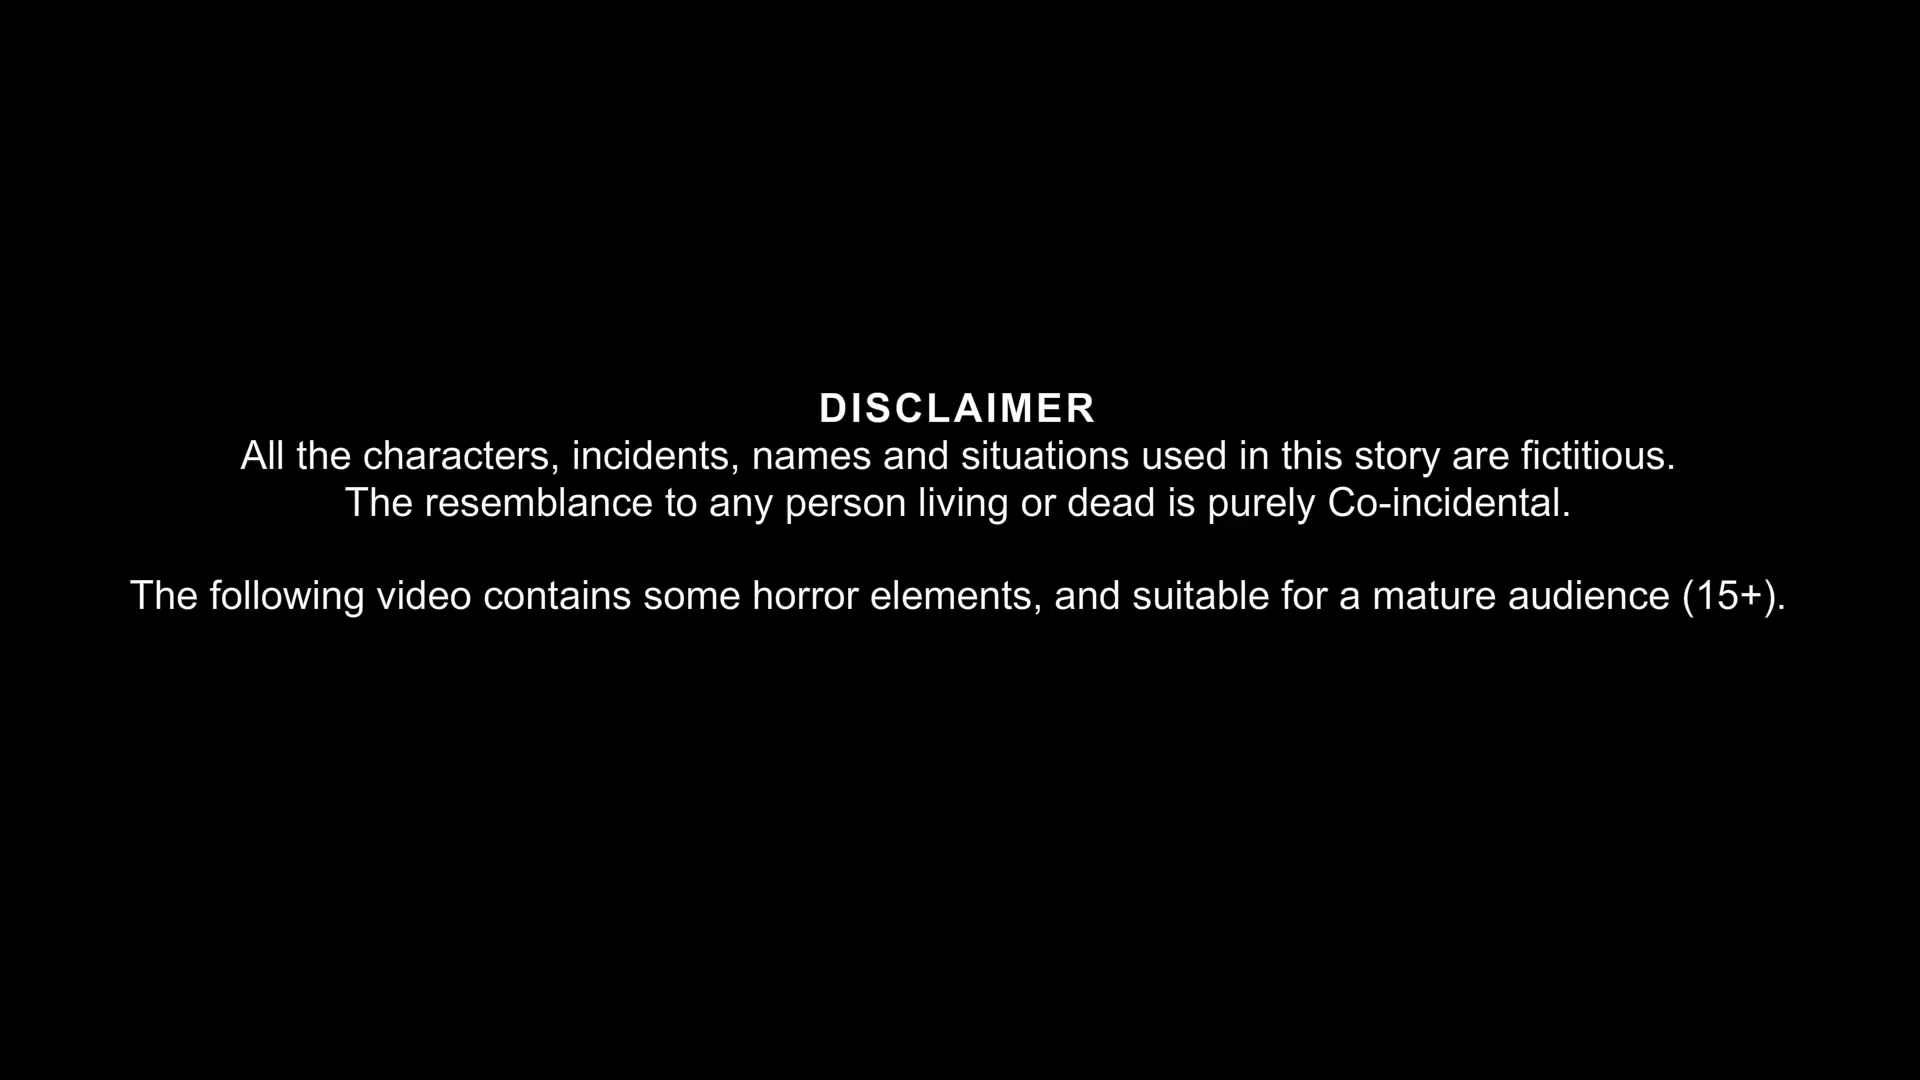 DISCLAIMER
All the characters, incidents, names and situations used in this story are fictitious.
The resemblance to any person living or dead is purely Co-incidental.
The following video contains some horror elements, and suitable for a mature audience (15+).